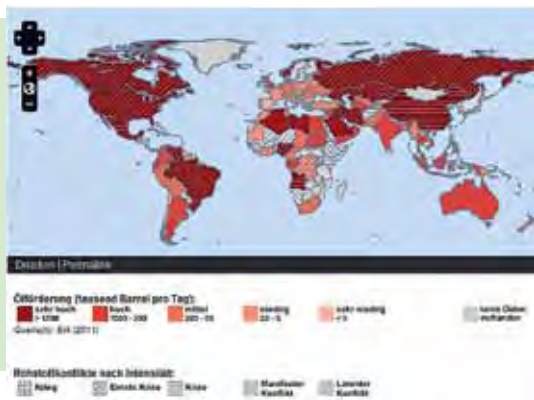 Drucken | Permalink
Ölförderung (tausend Barrel pro Tag):
sehr hoch hoch mittel niedrig sehr niedrig keine Daten
> 1000 vorhanden
Quelle(n): EIA (2011)
Rohstoffkonflikte nach Intensität:
Krieg Ernste Krise Krise Manifester Latenter
Konflikt Konflikt